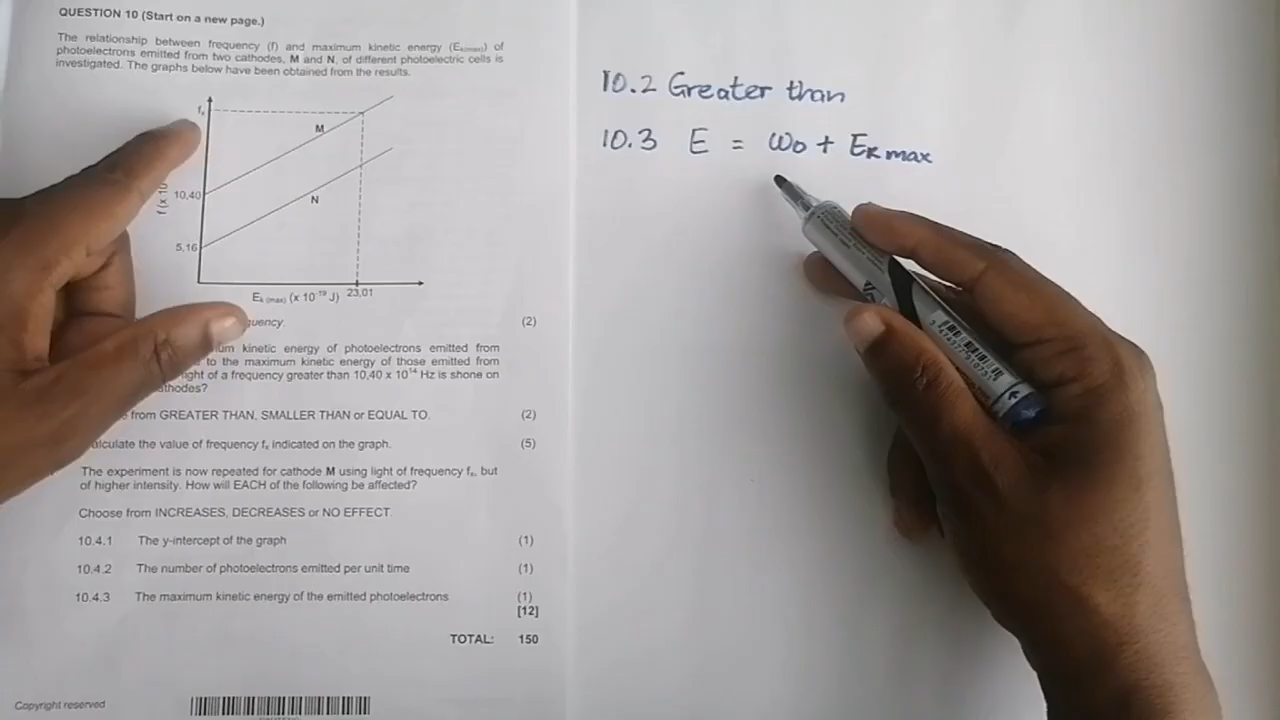 QUESTION 10 (Start on a new page.)
The relationship between frequency (f) and maximum kinetic energy (Ek(max)) of
photoelectrons emitted from two cathodes, M and N, of different photoelectric cells is
investigated. The graphs below have been obtained from the results.
fx
M
10,40
N
5,16
f (x 10
Ek (max) (x 10⁻¹⁹ J) 23,01
quency. (2)
um kinetic energy of photoelectrons emitted from
to the maximum kinetic energy of those emitted from
ight of a frequency greater than 10,40 x 10¹⁴ Hz is shone on
thodes?
from GREATER THAN, SMALLER THAN or EQUAL TO. (2)
alculate the value of frequency fx indicated on the graph. (5)
The experiment is now repeated for cathode M using light of frequency fx, but
of higher intensity. How will EACH of the following be affected?
Choose from INCREASES, DECREASES or NO EFFECT.
10.4.1 The y-intercept of the graph (1)
10.4.2 The number of photoelectrons emitted per unit time (1)
10.4.3 The maximum kinetic energy of the emitted photoelectrons (1)
[12]
TOTAL: 150
Copyright reserved
10.2 Greater than
10.3 E = W0 + EK max